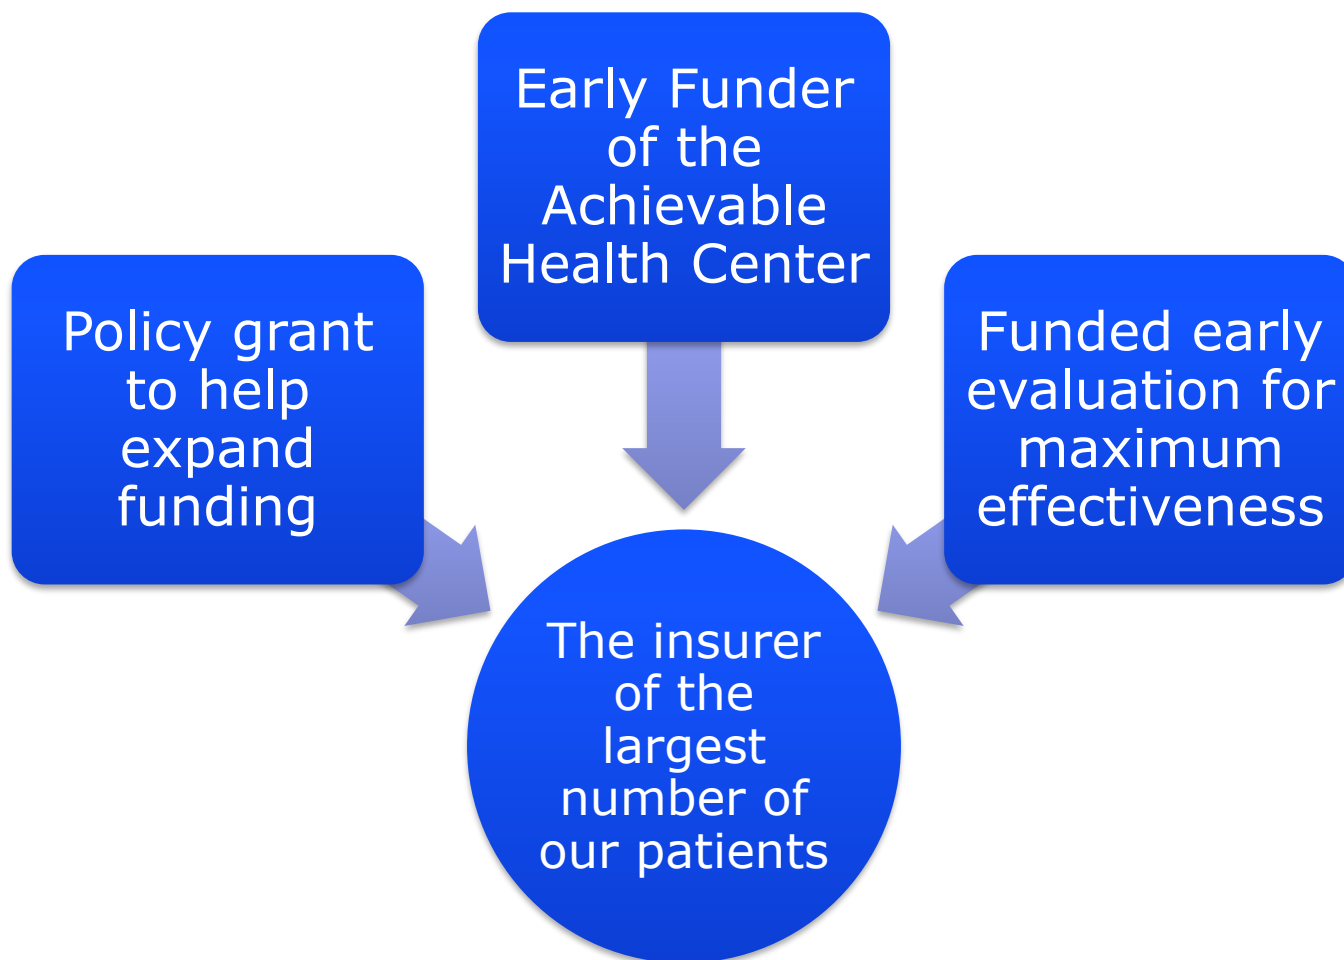 Early Funder
of the
Achievable
Health Center
Policy grant
to help
expand
funding
Funded early
evaluation for
maximum
effectiveness
The insurer
of the
largest
number of
our patients